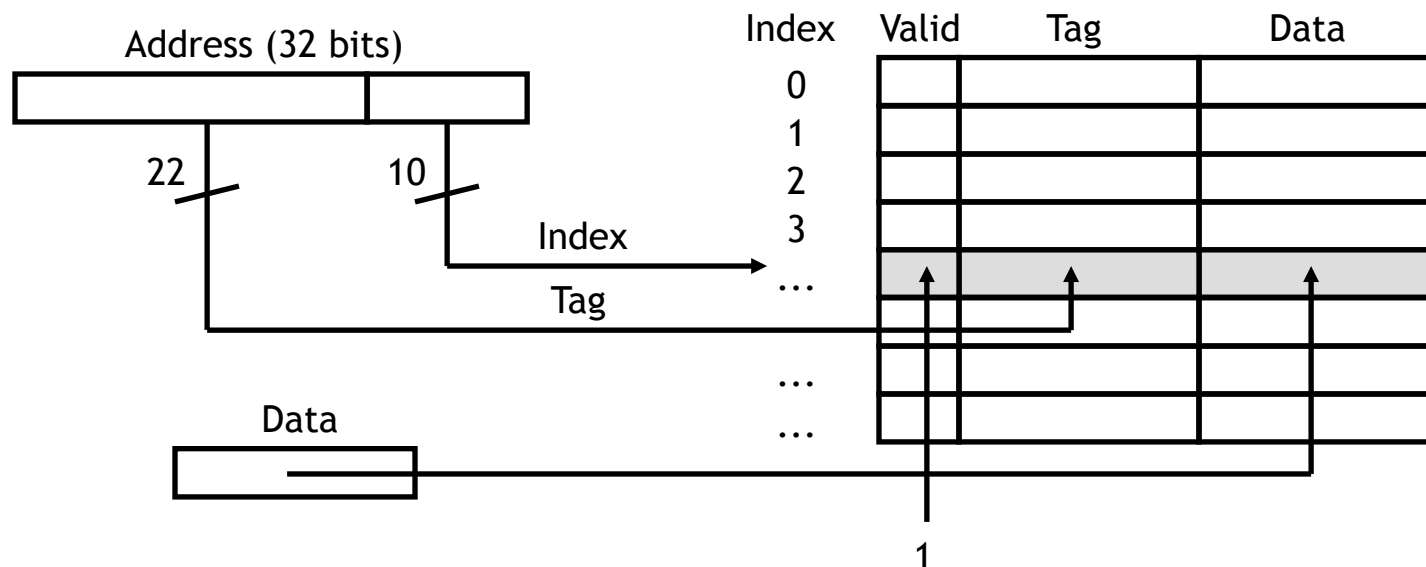 Address (32 bits)
Index Valid Tag Data
0
1
22 10
2
3
Index
...
Tag
...
Data
...
1